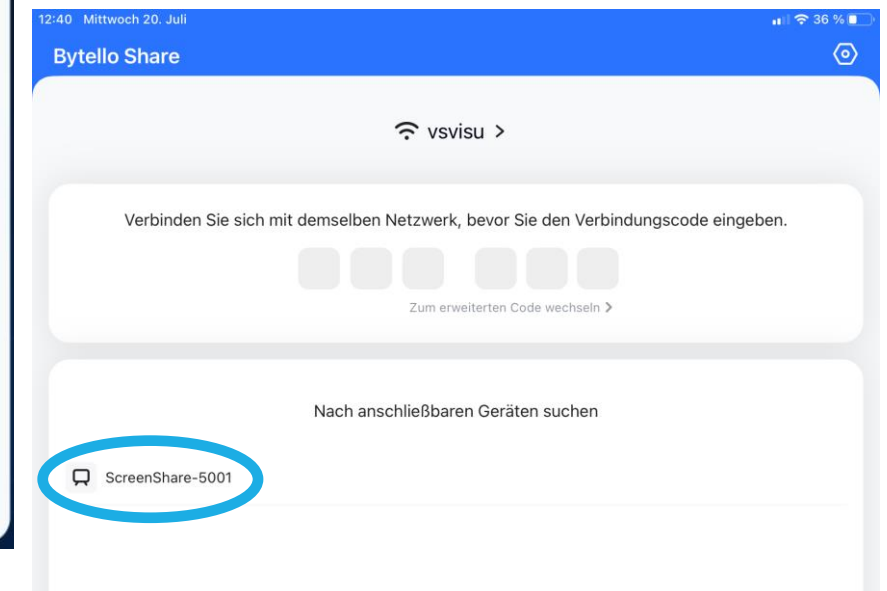 12:40 Mittwoch 20. Juli 36 %
Bytello Share
vsvisu >
Verbinden Sie sich mit demselben Netzwerk, bevor Sie den Verbindungscode eingeben.
Zum erweiterten Code wechseln >
Nach anschließbaren Geräten suchen
ScreenShare-5001